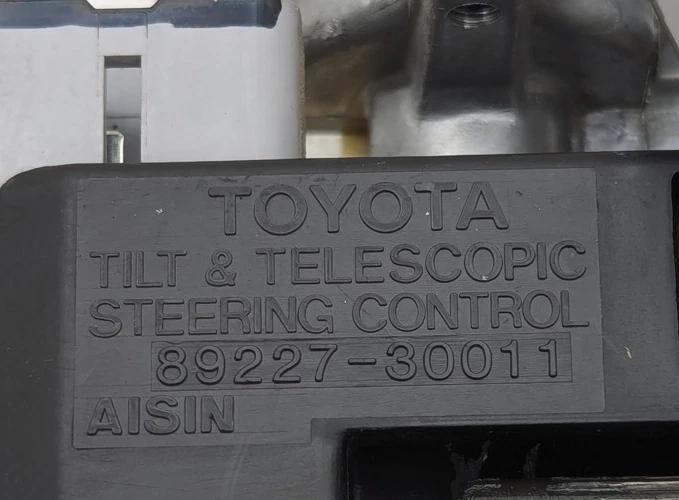 TOYOTA
TILT & TELESCOPIC
STEERING CONTROL
89227-30011
AISIN